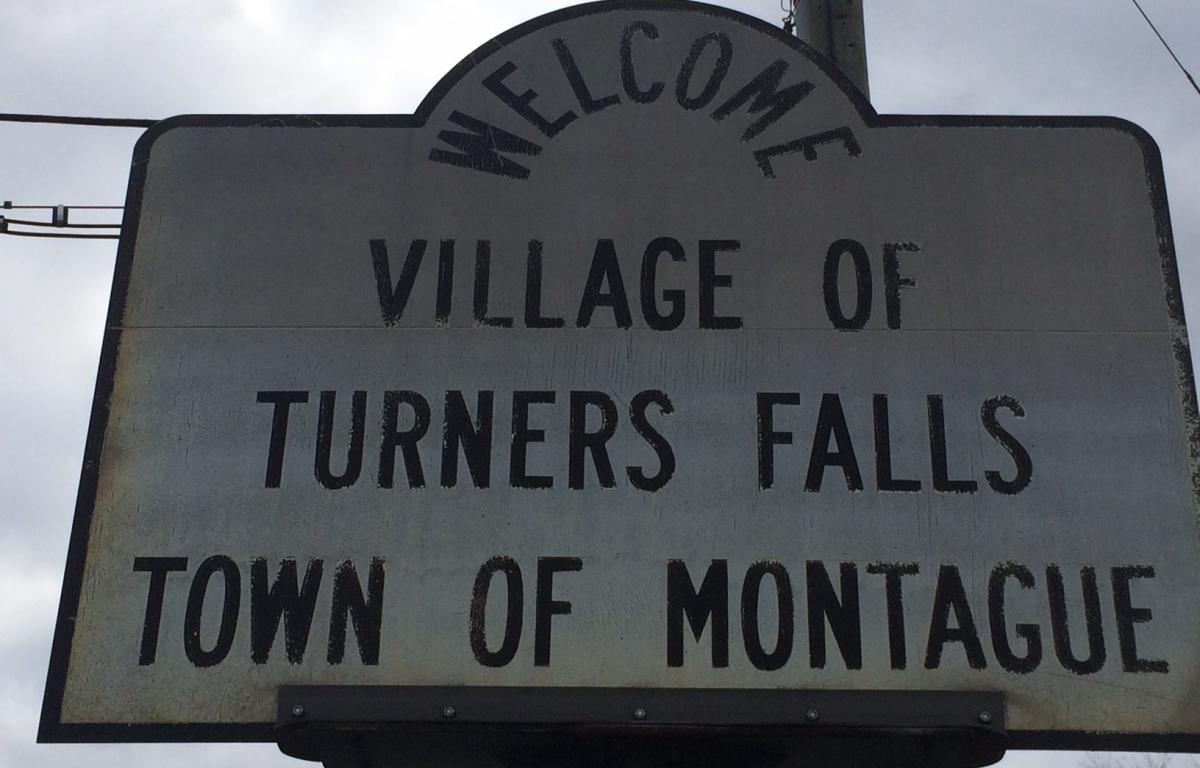 WELCOME
VILLAGE OF
TURNERS FALLS
TOWN OF MONTAGUE